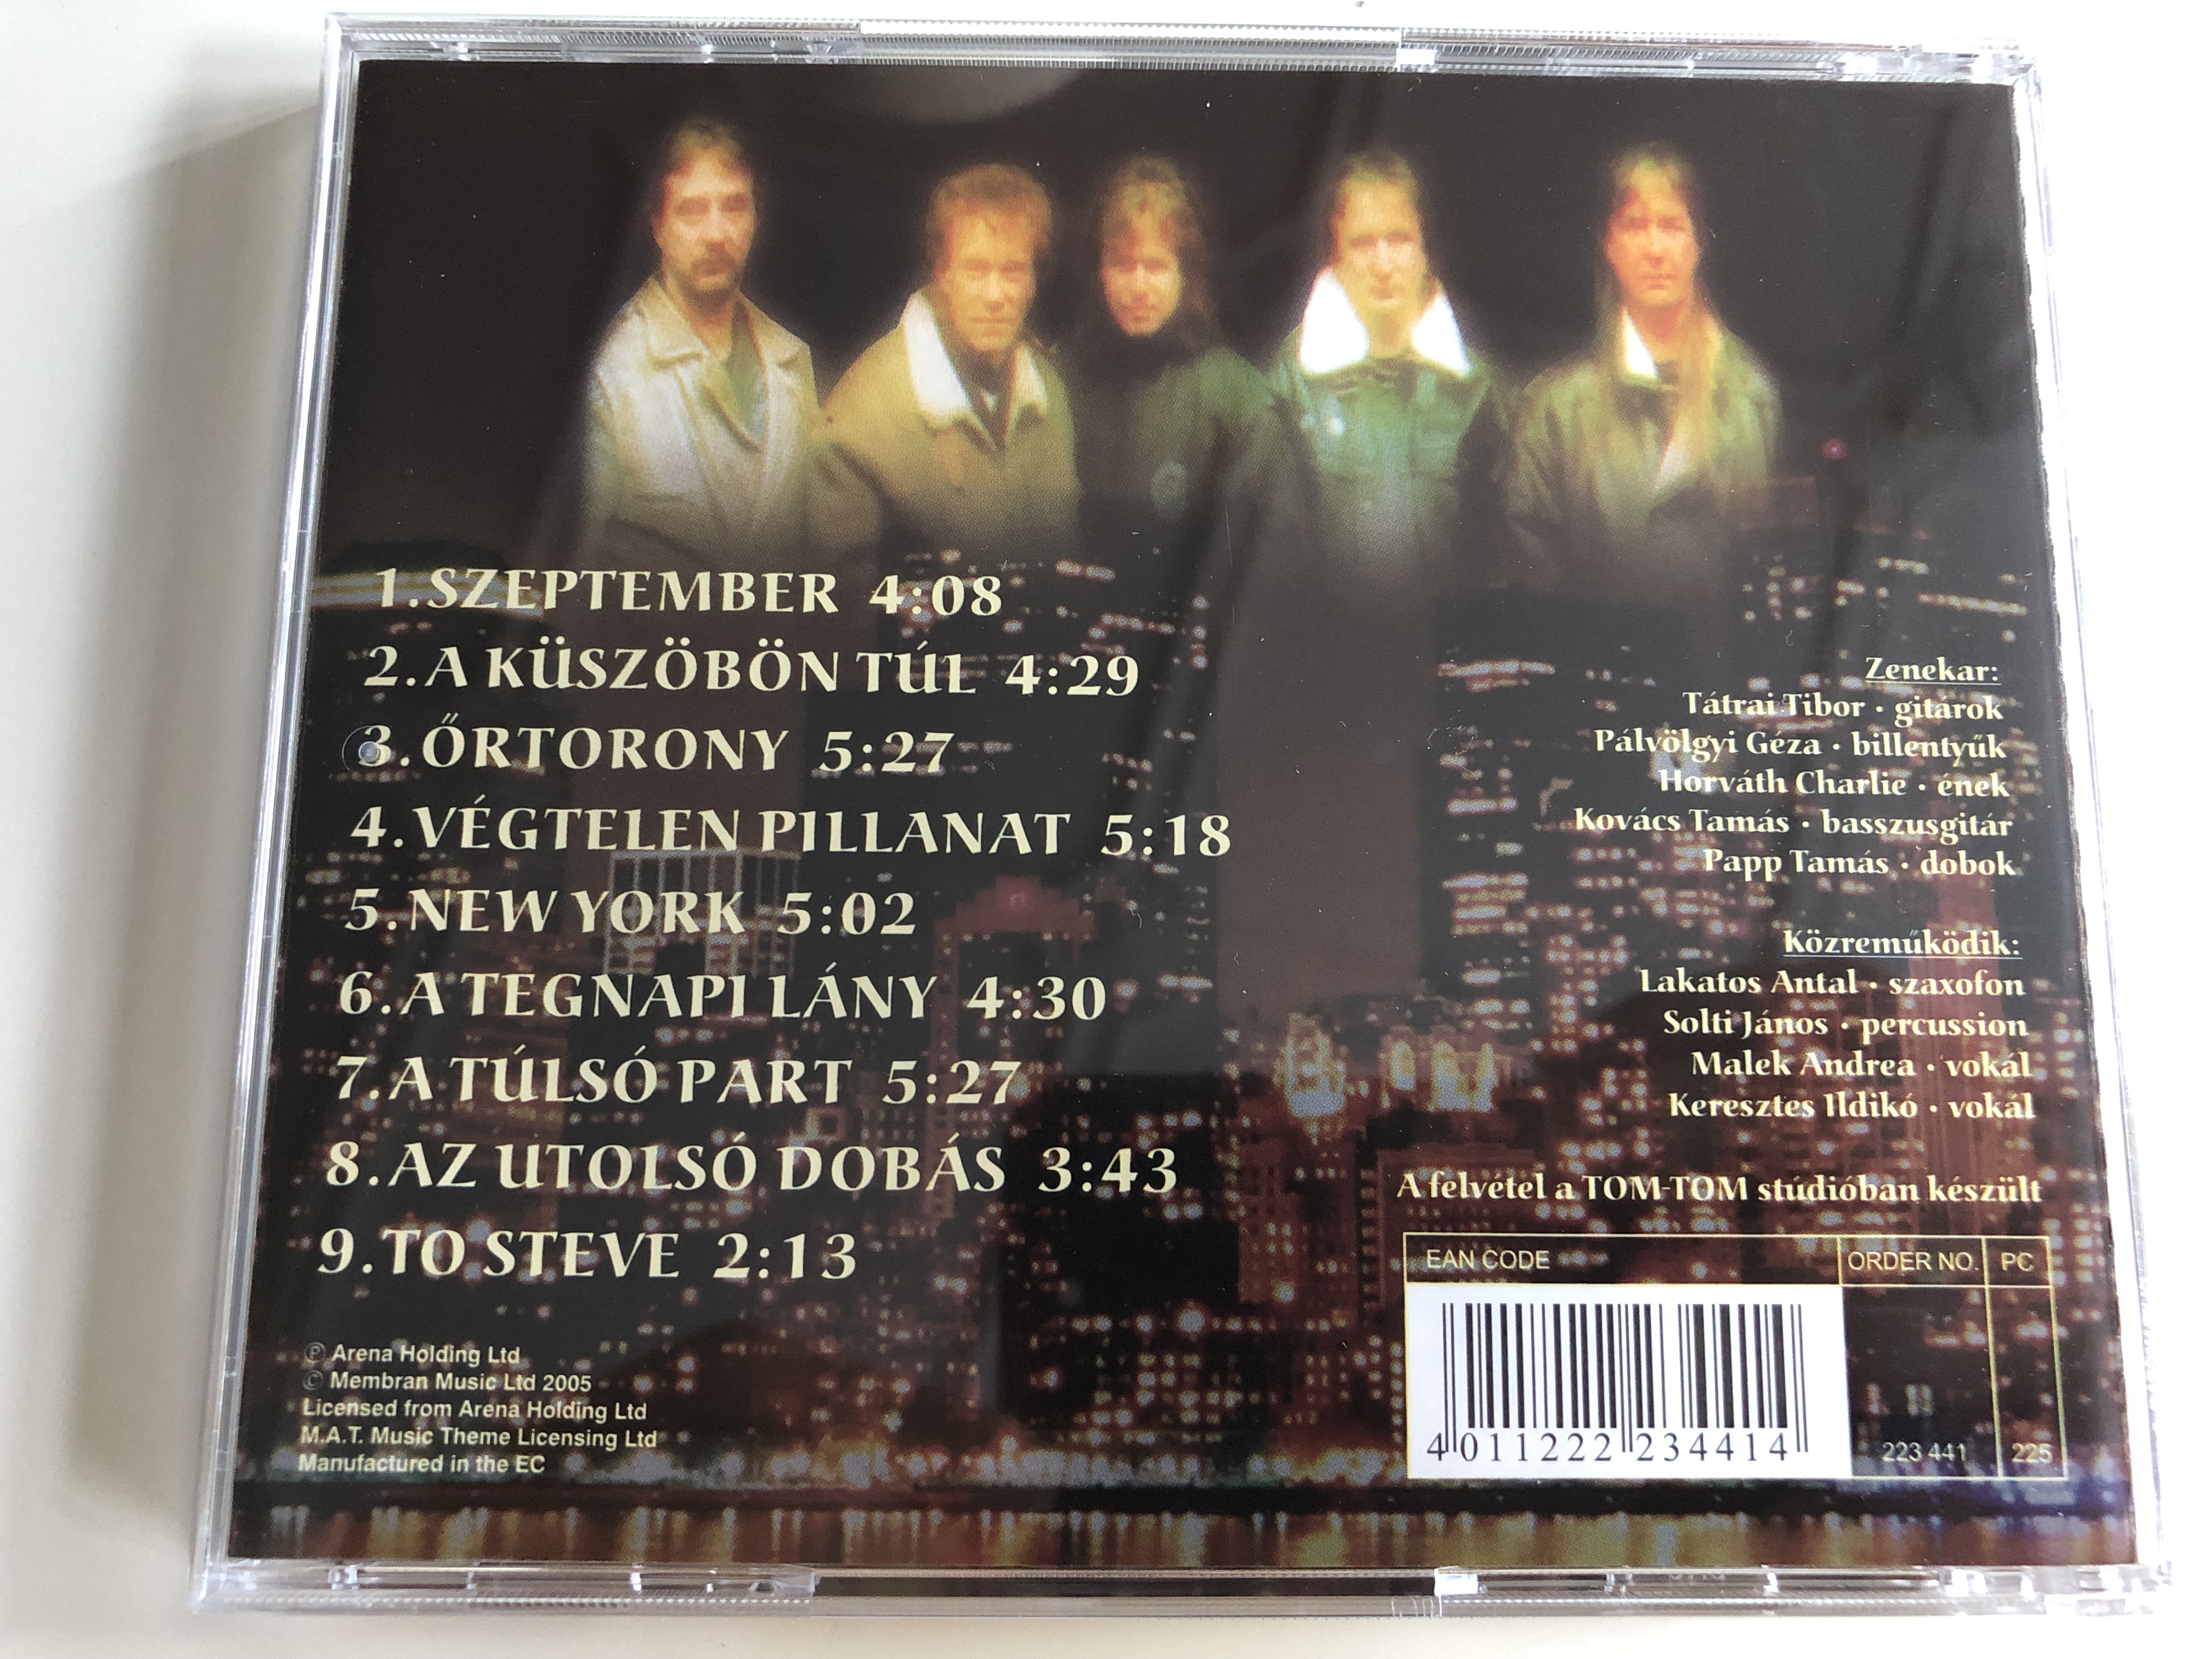 1.SZEPTEMBER 4:08
2.A KÜSZÖBÖN TÚL 4:29
3.ŐRTORONY 5:27
4.VÉGTELEN PILLANAT 5:18
5.NEW YORK 5:02
6.A TEGNAPI LÁNY 4:30
7.A TÚLSÓ PART 5:27
8.AZ UTOLSÓ DOBÁS 3:43
9.TO STEVE 2:13
Ⓟ Arena Holding Ltd
© Membran Music Ltd 2005
Licensed from Arena Holding Ltd
M.A.T. Music Theme Licensing Ltd
Manufactured in the EC
Zenekar:
Tátrai Tibor · gitárok
Pálvölgyi Géza · billentyűk
Horváth Charlie · ének
Kovács Tamás · basszusgitár
Papp Tamás · dobok
Közreműködik:
Lakatos Antal · szaxofon
Solti János · percussion
Malek Andrea · vokál
Keresztes Ildikó · vokál
A felvétel a TOM-TOM stúdióban készült
EAN CODE ORDER NO. PC
4 011222 234414 223 441 225